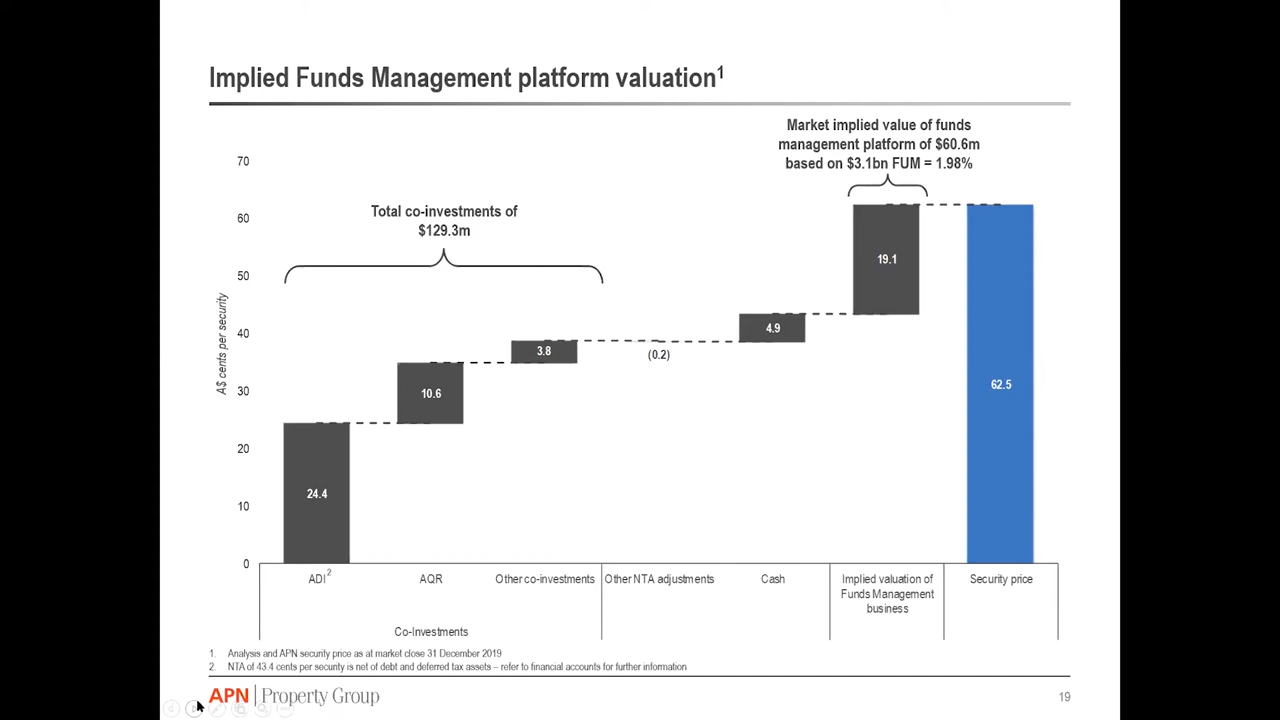 Implied Funds Management platform valuation1
Market implied value of funds
management platform of $60.6m
based on $3.1bn FUM = 1.98%
Total co-investments of
$129.3m
A$ cents per security
70
60
50
40
30
20
10
0
24.4
10.6
3.8
(0.2)
4.9
19.1
62.5
ADI2
AQR
Other co-investments
Other NTA adjustments
Cash
Implied valuation of
Funds Management
business
Security price
Co-Investments
1. Analysis and APN security price as at market close 31 December 2019
2. NTA of 43.4 cents per security is net of debt and deferred tax assets – refer to financial accounts for further information
APN | Property Group
19